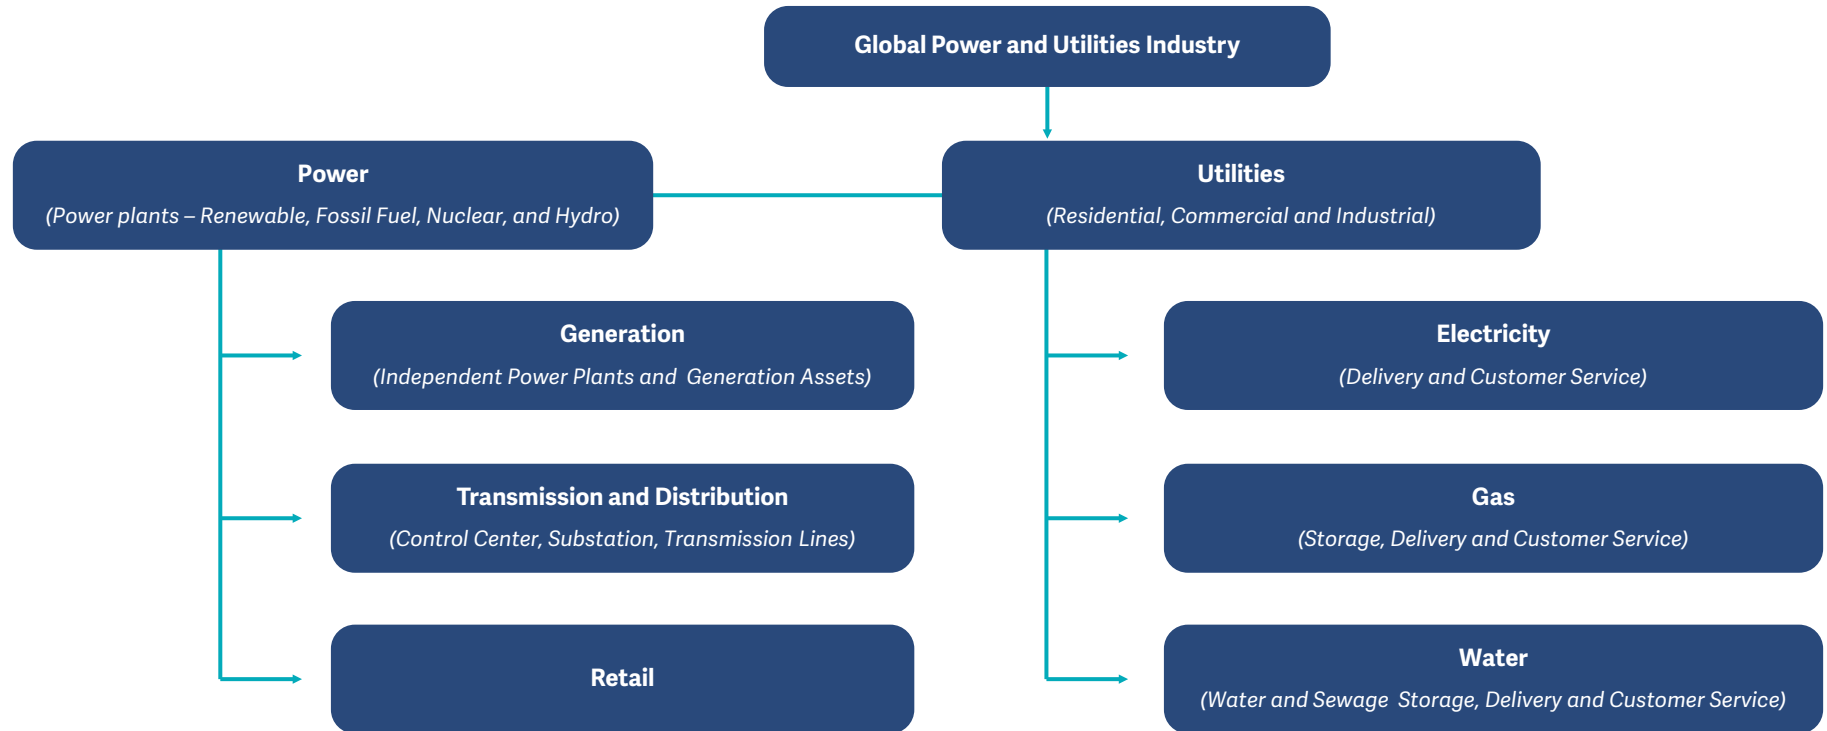 Global Power and Utilities Industry
Power
(Power plants – Renewable, Fossil Fuel, Nuclear, and Hydro)
Utilities
(Residential, Commercial and Industrial)
Generation
(Independent Power Plants and  Generation Assets)
Electricity
(Delivery and Customer Service)
Transmission and Distribution
(Control Center, Substation, Transmission Lines)
Gas
(Storage, Delivery and Customer Service)
Retail
Water
(Water and Sewage  Storage, Delivery and Customer Service)